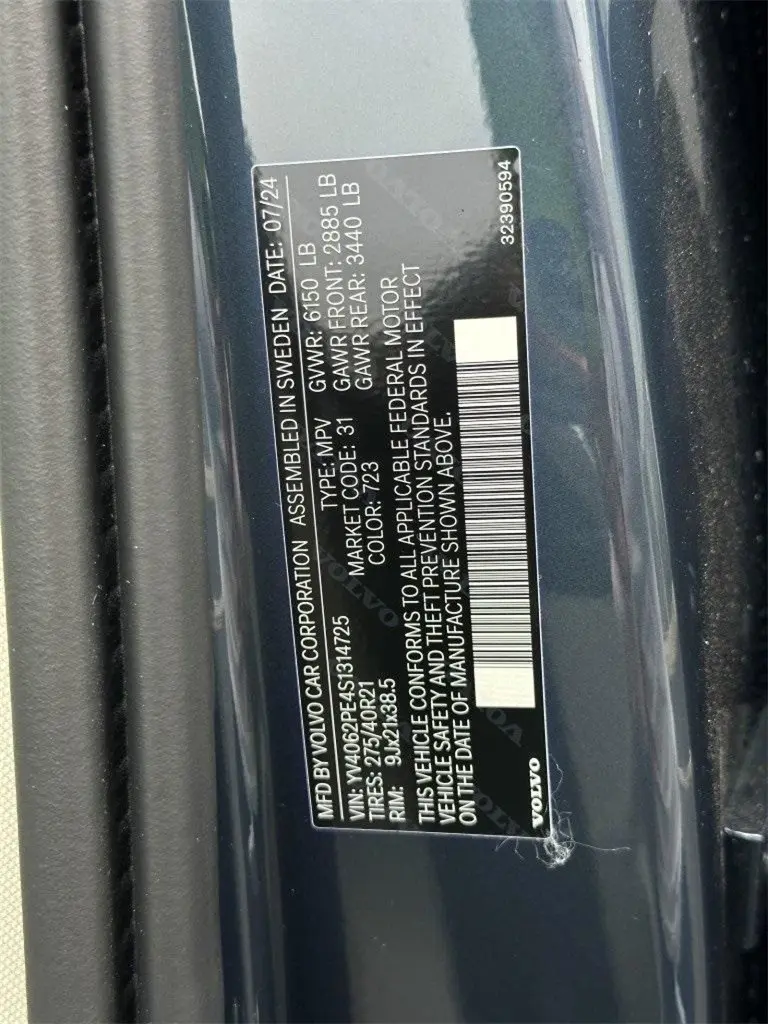 MFD BY VOLVO CAR CORPORATION ASSEMBLED IN SWEDEN DATE: 07/24
VIN: YV4062PE4S1314725 TYPE: MPV GVWR: 6150 LB
TIRES: 275/40R21 MARKET CODE: 31 GAWR FRONT: 2885 LB
RIM: 9Jx21x38.5 COLOR: 723 GAWR REAR: 3440 LB
THIS VEHICLE CONFORMS TO ALL APPLICABLE FEDERAL MOTOR
VEHICLE SAFETY AND THEFT PREVENTION STANDARDS IN EFFECT
ON THE DATE OF MANUFACTURE SHOWN ABOVE.
VOLVO
32390594